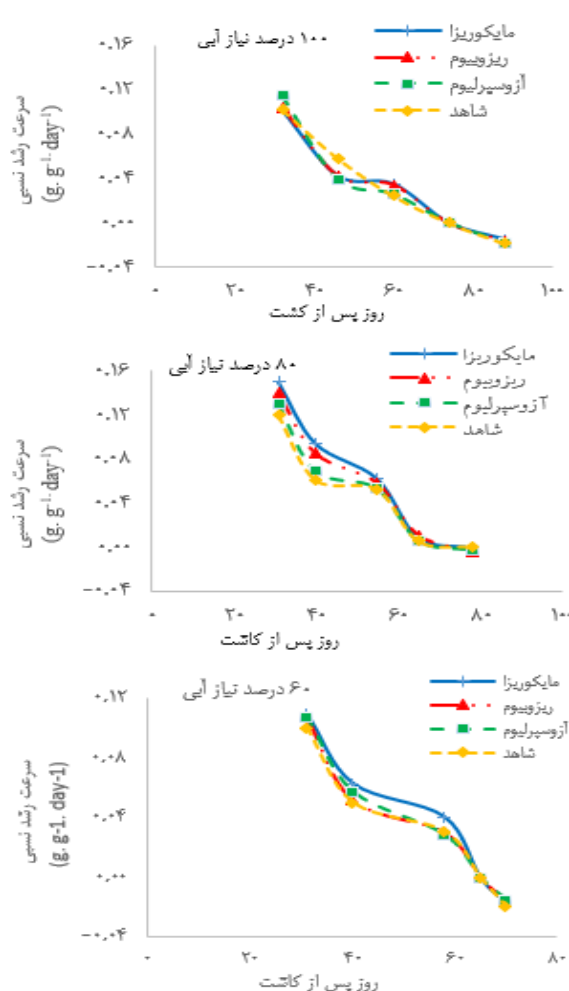 ۱۰۰ درصد نیاز آبی
مایکوریزا
ریزوبیوم
آزوسپرلیوم
شاهد
سرعت رشد نسبی
(g. g⁻¹. day⁻¹)
۰.۱۶
۰.۱۲
۰.۰۸
۰.۰۴
۰.۰۰
-۰.۰۴
۰ ۲۰ ۴۰ ۶۰ ۸۰ ۱۰۰
روز پس از کشت
۸۰ درصد نیاز آبی
مایکوریزا
ریزوبیوم
آزوسپرلیوم
شاهد
سرعت رشد نسبی
(g. g⁻¹. day⁻¹)
۰.۱۶
۰.۱۲
۰.۰۸
۰.۰۴
۰.۰۰
-۰.۰۴
۰ ۲۰ ۴۰ ۶۰ ۸۰ ۱۰۰
روز پس از کاشت
۶۰ درصد نیاز آبی
مایکوریزا
ریزوبیوم
آزوسپرلیوم
شاهد
سرعت رشد نسبی
(g. g-1. day-1)
۰.۱۲
۰.۰۸
۰.۰۴
۰.۰۰
-۰.۰۴
۰ ۲۰ ۴۰ ۶۰ ۸۰
روز پس از کاشت